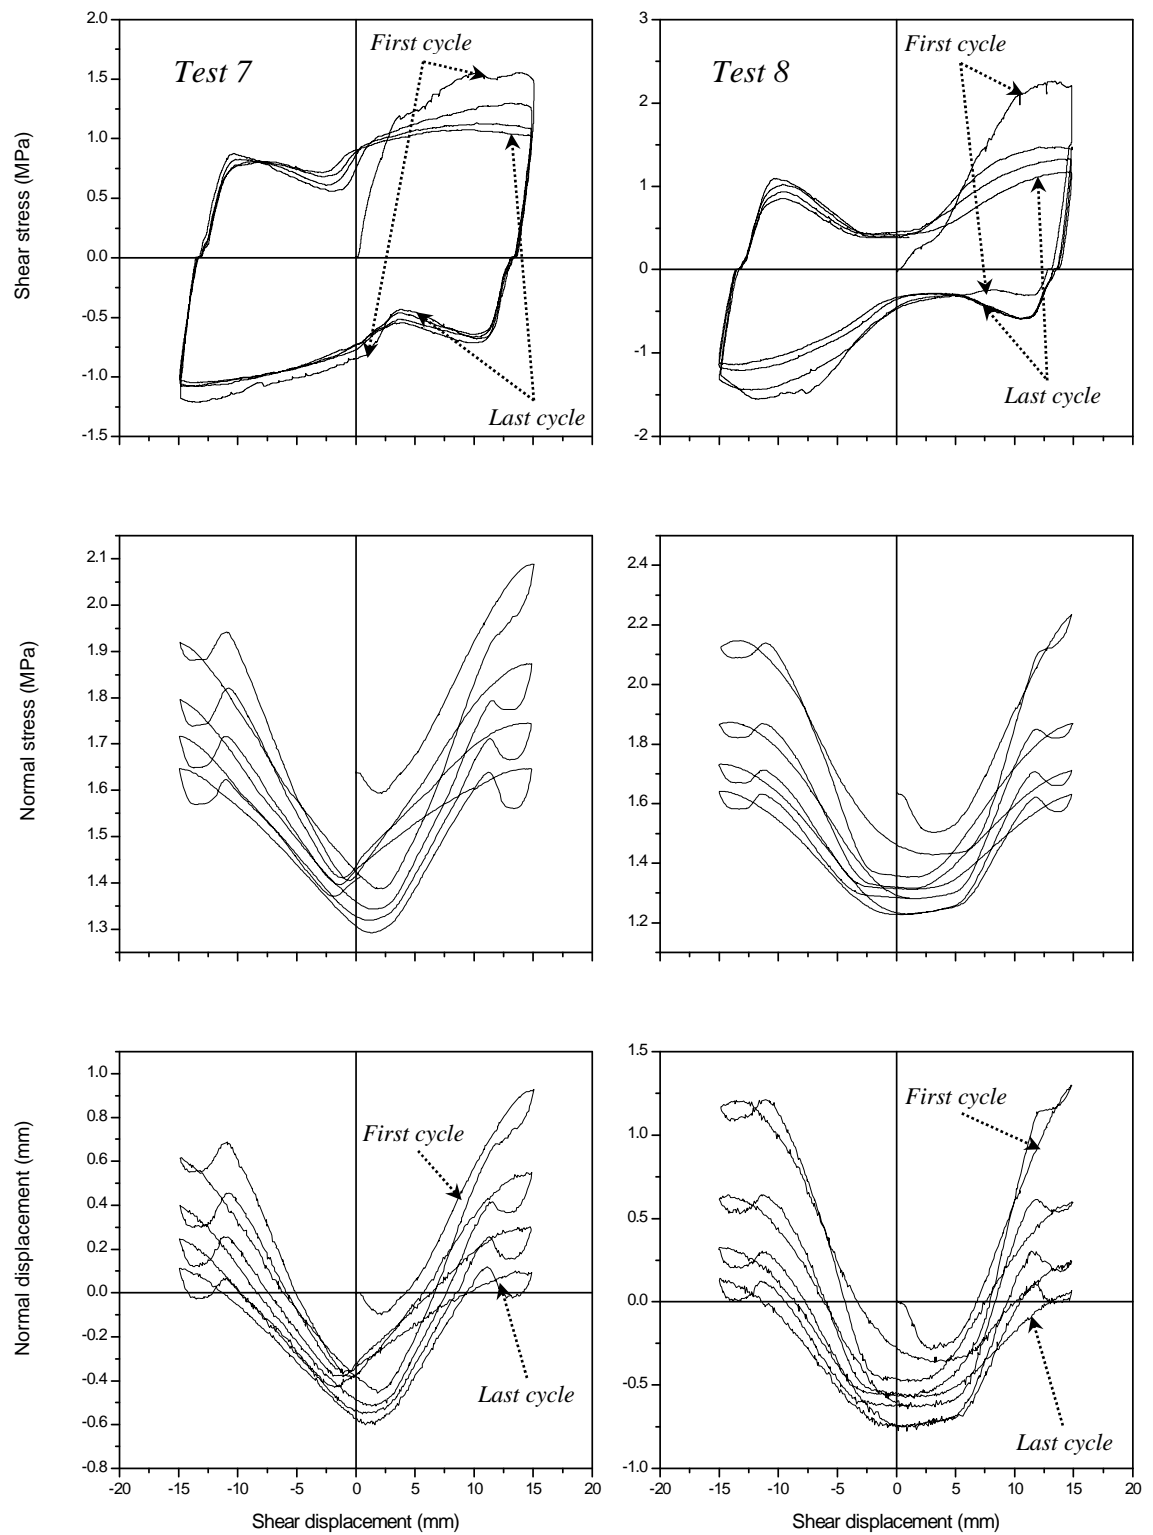 2.0
1.5
1.0
0.5
0.0
-0.5
-1.0
-1.5
Shear stress (MPa)
Test 7
First cycle
Last cycle
3
2
1
0
-1
-2
Test 8
First cycle
Last cycle
2.1
2.0
1.9
1.8
1.7
1.6
1.5
1.4
1.3
Normal stress (MPa)
2.4
2.2
2.0
1.8
1.6
1.4
1.2
1.0
0.8
0.6
0.4
0.2
0.0
-0.2
-0.4
-0.6
-0.8
Normal displacement (mm)
First cycle
Last cycle
-20 -15 -10 -5 0 5 10 15 20
Shear displacement (mm)
1.5
1.0
0.5
0.0
-0.5
-1.0
First cycle
Last cycle
-20 -15 -10 -5 0 5 10 15 20
Shear displacement (mm)